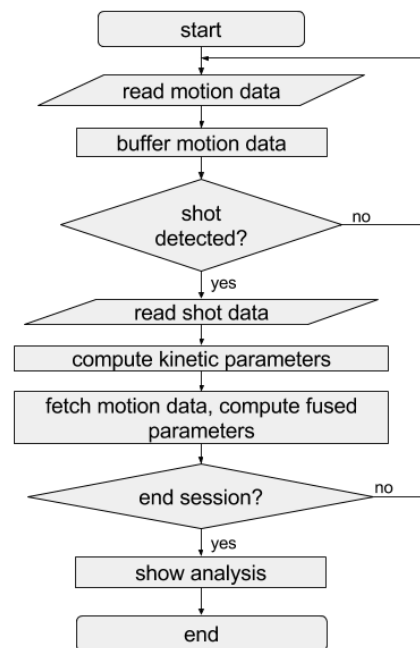 start
read motion data
buffer motion data
shot
detected?
no
yes
read shot data
compute kinetic parameters
fetch motion data, compute fused
parameters
end session?
no
yes
show analysis
end